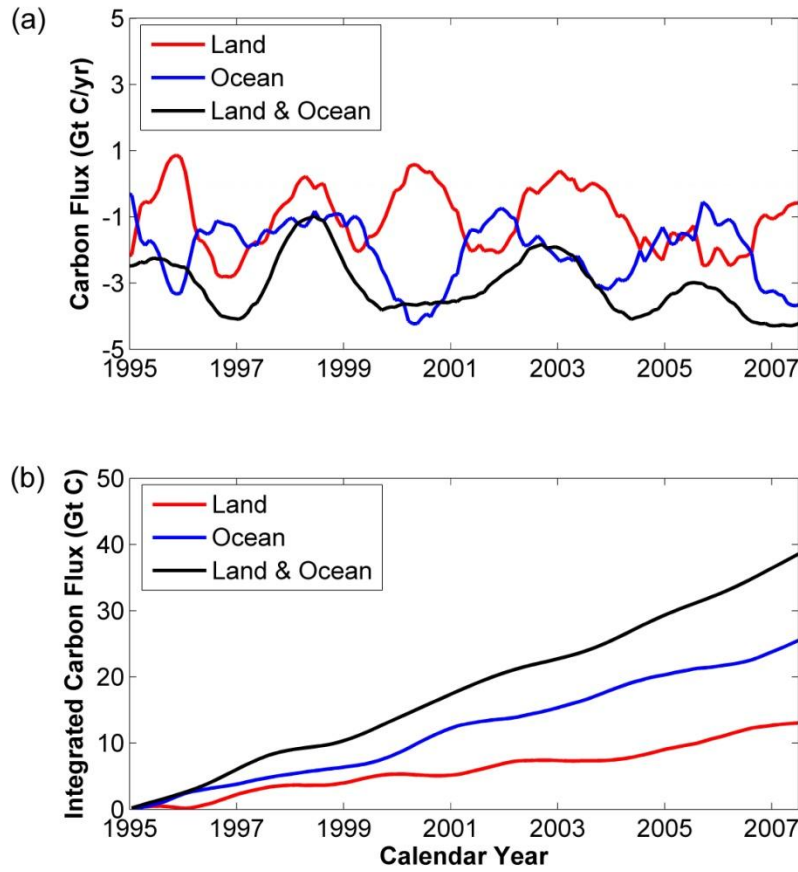 (a)
Carbon Flux (Gt C/yr)
5
3
1
-1
-3
-5
Land
Ocean
Land & Ocean
1995 1997 1999 2001 2003 2005 2007
(b)
Integrated Carbon Flux (Gt C)
50
40
30
20
10
0
Land
Ocean
Land & Ocean
1995 1997 1999 2001 2003 2005 2007
Calendar Year